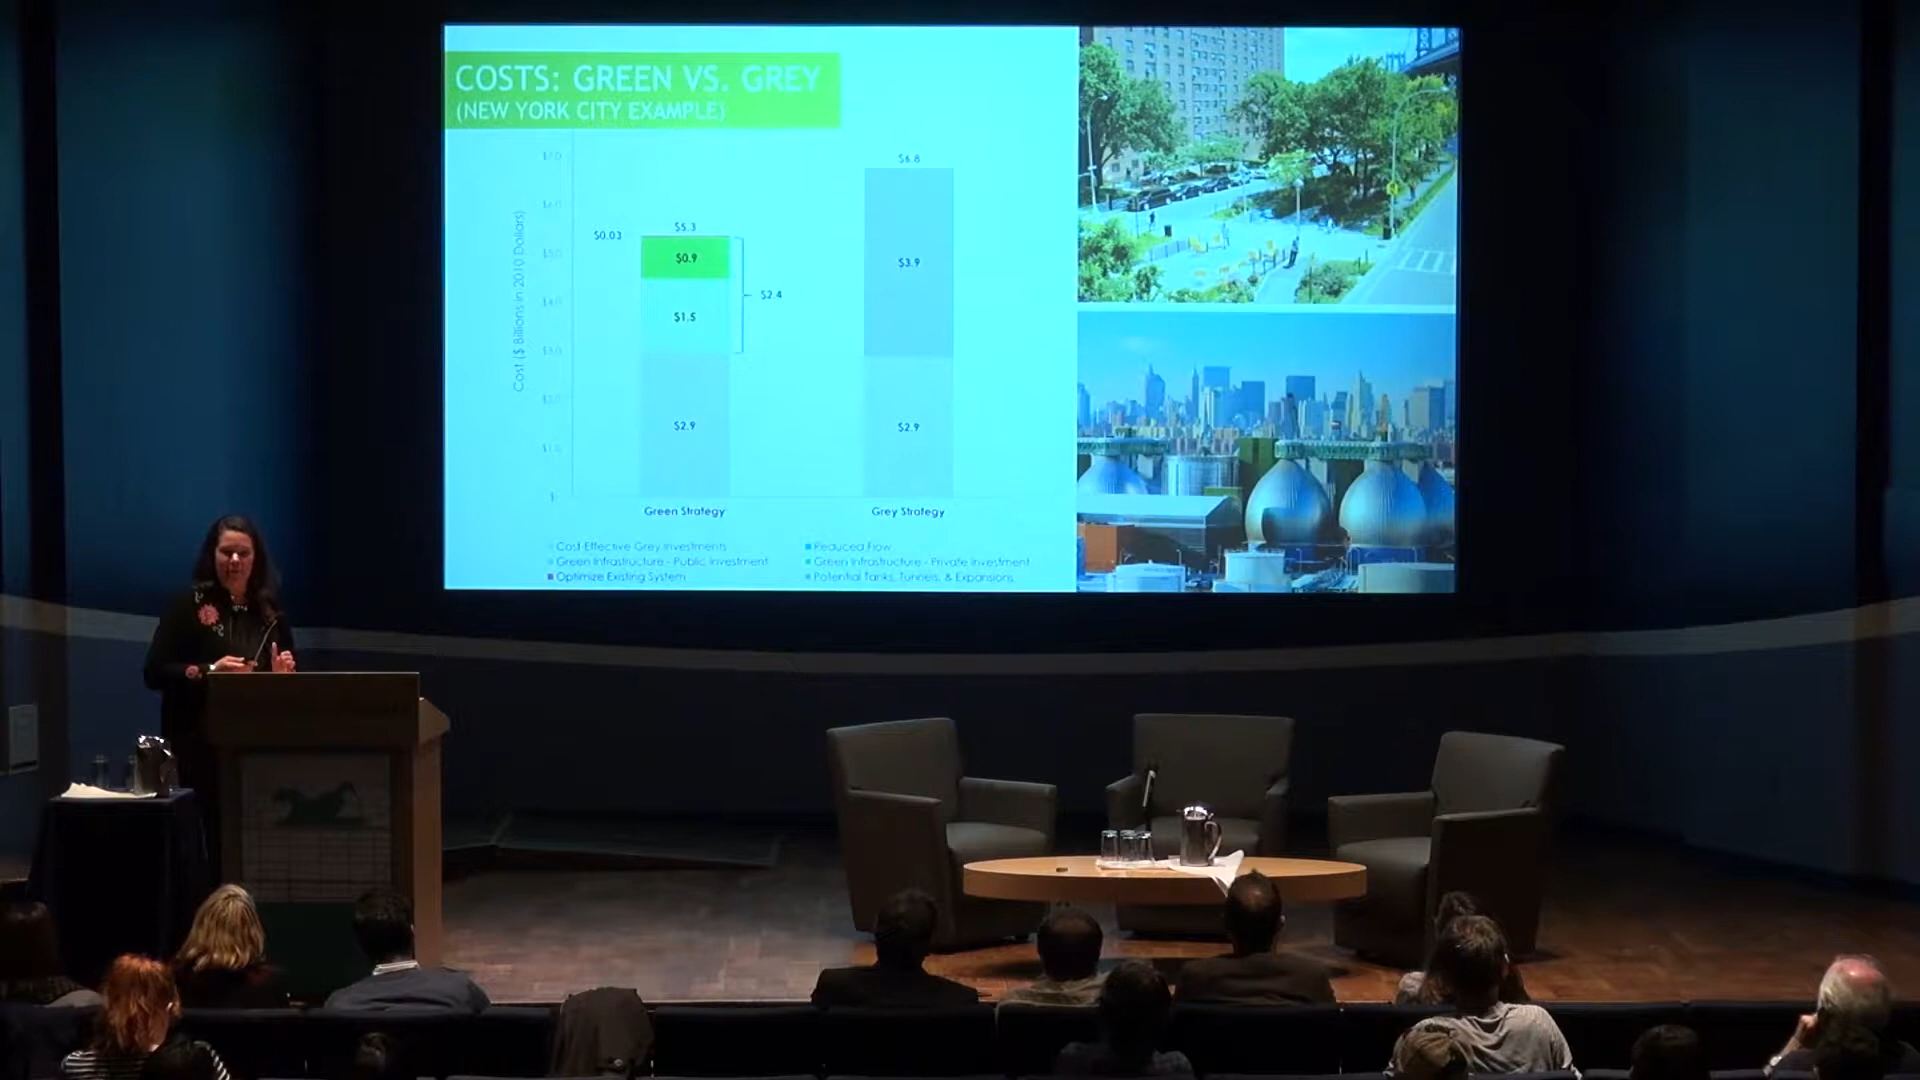 COSTS: GREEN VS. GREY
(NEW YORK CITY EXAMPLE)
Cost ($ Billions in 2010 Dollars)
$7.0
$6.0
$5.0
$4.0
$3.0
$2.0
$1.0
$0.03
$5.3
$0.9
$1.5
$2.4
$2.9
$6.8
$3.9
$2.9
Green Strategy
Grey Strategy
Cost-Effective Grey Investments
Reduced Flow
Green Infrastructure - Public Investment
Green Infrastructure - Private Investment
Optimize Existing System
Potential Tanks, Tunnels, & Expansions